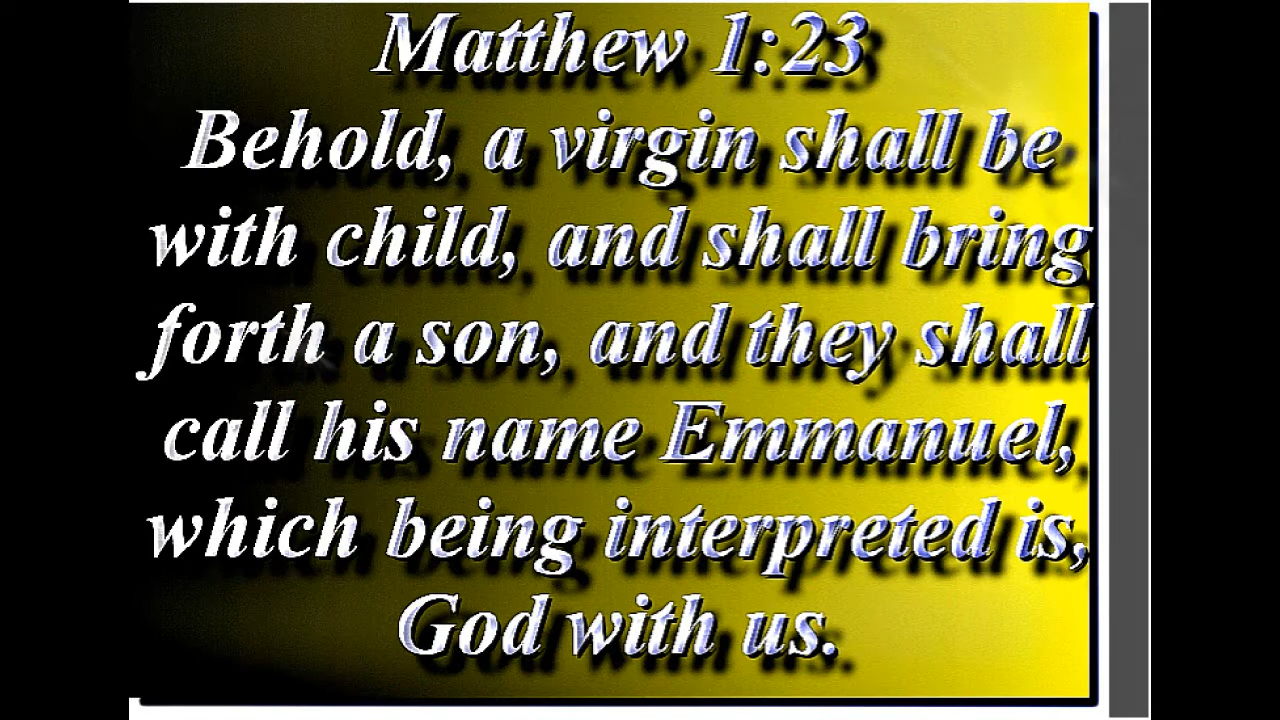 Matthew 1:23
Behold, a virgin shall be
with child, and shall bring
forth a son, and they shall
call his name Emmanuel,
which being interpreted is,
God with us.